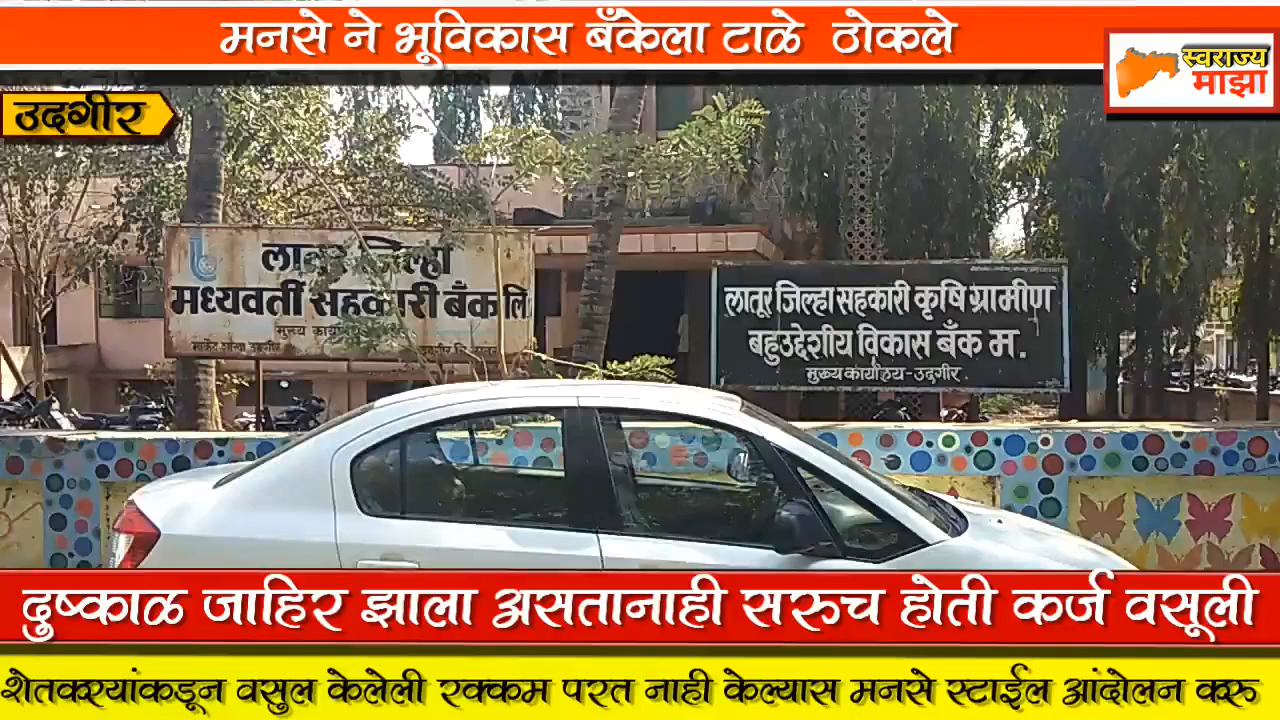 मनसे ने भूविकास बँकेला टाळे ठोकले
स्वराज्य
माझा
उदगीर
लातूर जिल्हा
मध्यवर्ती सहकारी बँक लि
मुख्य
लातूर जिल्हा सहकारी कृषि ग्रामीण
बहुउद्देशीय विकास बँक म.
मुख्य कार्यालय-उदगीर
दुष्काळ जाहिर झाला असतानाही सरुच होती कर्ज वसूली
शेतकऱ्यांकडून वसुल केलेली रक्कम परत नाही केल्यास मनसे स्टाईल आंदोलन करु